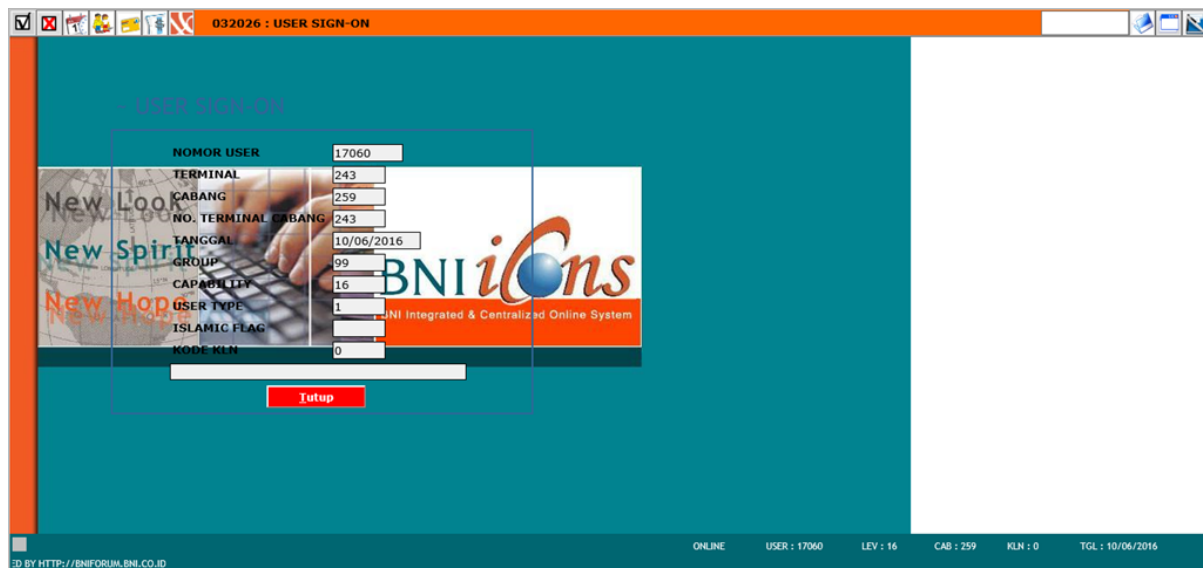 032026 : USER SIGN-ON
- USER SIGN-ON
NOMOR USER 17060
TERMINAL 243
CABANG 259
NO. TERMINAL CABANG 243
TANGGAL 10/06/2016
GROUP 99
CAPABILITY 16
USER TYPE 1
ISLAMIC FLAG
KODE KLN 0
Tutup
New Look
New Spirit
New Hope
BNI icons
BNI Integrated & Centralized Online System
ONLINE USER : 17060 LEV : 16 CAB : 259 KLN : 0 TGL : 10/06/2016
ED BY HTTP://BNIFORUM.BNI.CO.ID